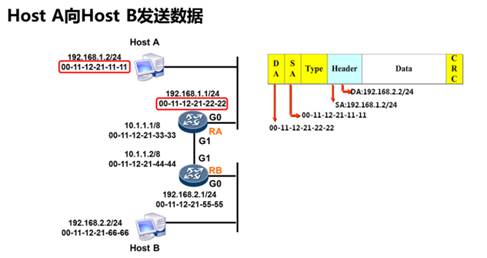 Host A向Host B发送数据
Host A
192.168.1.2/24
00-11-12-21-11-11
192.168.1.1/24
00-11-12-21-22-22
G0
10.1.1.1/8
00-11-12-21-33-33
RA
G1
10.1.1.2/8
00-11-12-21-44-44
G1
RB
G0
192.168.2.1/24
00-11-12-21-55-55
192.168.2.2/24
00-11-12-21-66-66
Host B
DA
SA
Type
Header
Data
CRC
DA:192.168.2.2/24
SA:192.168.1.2/24
00-11-12-21-11-11
00-11-12-21-22-22